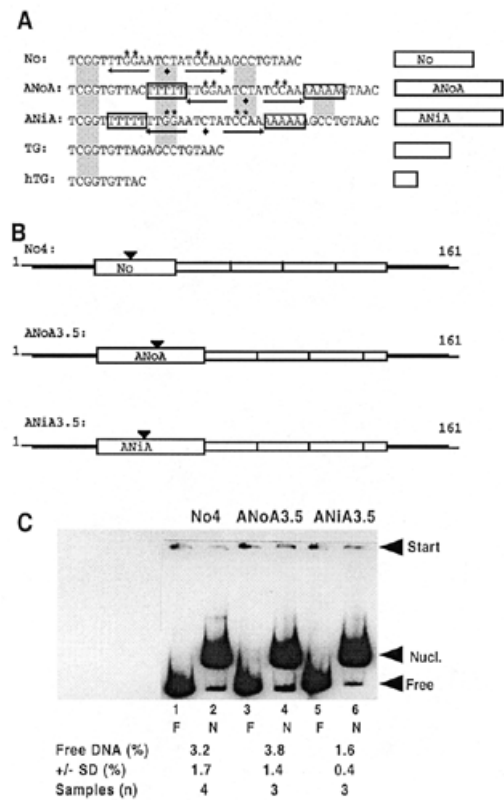 A
** **
No: TCGGTTTGGAATCTATCCAAAGCCTGTAAC No
** **
ANoA: TCGGTGTTACTTTTTTTGGAATCTATCCAAAAAAAGTAAC ANoA
** **
ANiA: TCGGTTTTTTTTGGAATCTATCCAAAAAAAGCCTGTAAC ANiA
TG: TCGGTGTTAGAGCCTGTAAC
hTG: TCGGTGTTAC
B
No4:
1 No 161
ANoA3.5:
1 ANoA 161
ANiA3.5:
1 ANiA 161
C
No4 ANoA3.5 ANiA3.5
Start
Nucl.
Free
1 2 3 4 5 6
F N F N F N
Free DNA (%) 3.2 3.8 1.6
+/- SD (%) 1.7 1.4 0.4
Samples (n) 4 3 3